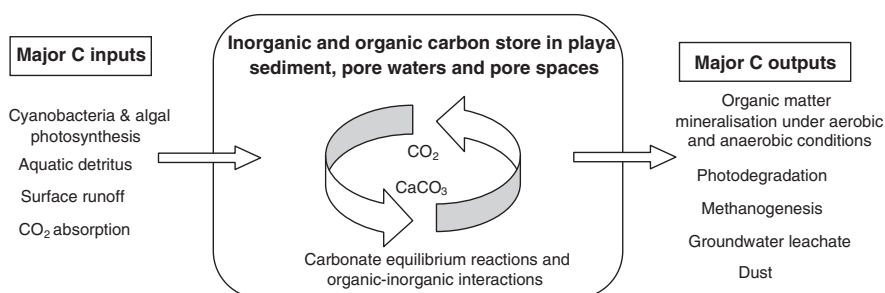 Major C inputs
Cyanobacteria & algal
photosynthesis
Aquatic detritus
Surface runoff
CO₂ absorption
Inorganic and organic carbon store in playa
sediment, pore waters and pore spaces
CO₂
CaCO₃
Carbonate equilibrium reactions and
organic-inorganic interactions
Major C outputs
Organic matter
mineralisation under aerobic
and anaerobic conditions
Photodegradation
Methanogenesis
Groundwater leachate
Dust